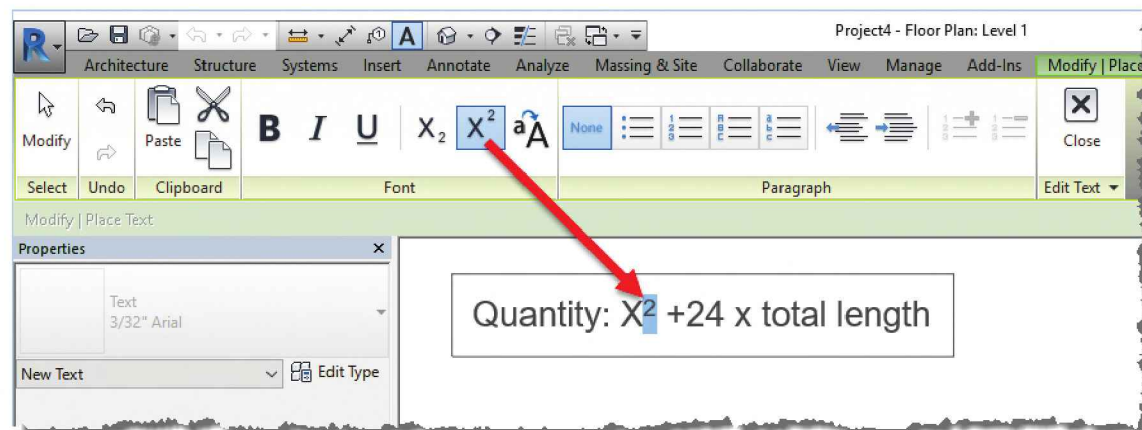 R
A
Project4 - Floor Plan: Level 1
Architecture Structure Systems Insert Annotate Analyze Massing & Site Collaborate View Manage Add-Ins Modify | Place
Modify
Paste
B I U X₂ X² aA
None
Close
Select Undo Clipboard Font Paragraph Edit Text
Modify | Place Text
Properties
Text
3/32" Arial
Quantity: X² +24 x total length
New Text Edit Type